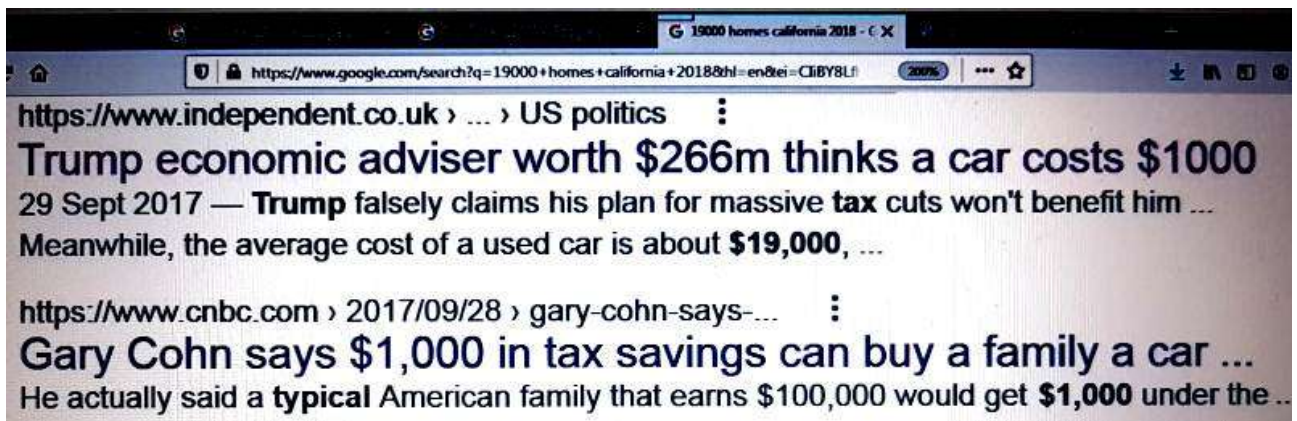 G 19000 homes california 2018 - G X
https://www.google.com/search?q=19000+homes+california+2018&hl=en&ei=
200%
https://www.independent.co.uk › ... › US politics
Trump economic adviser worth $266m thinks a car costs $1000
29 Sept 2017 — Trump falsely claims his plan for massive tax cuts won't benefit him ...
Meanwhile, the average cost of a used car is about $19,000, ...
https://www.cnbc.com › 2017/09/28 › gary-cohn-says-...
Gary Cohn says $1,000 in tax savings can buy a family a car ...
He actually said a typical American family that earns $100,000 would get $1,000 under the ...